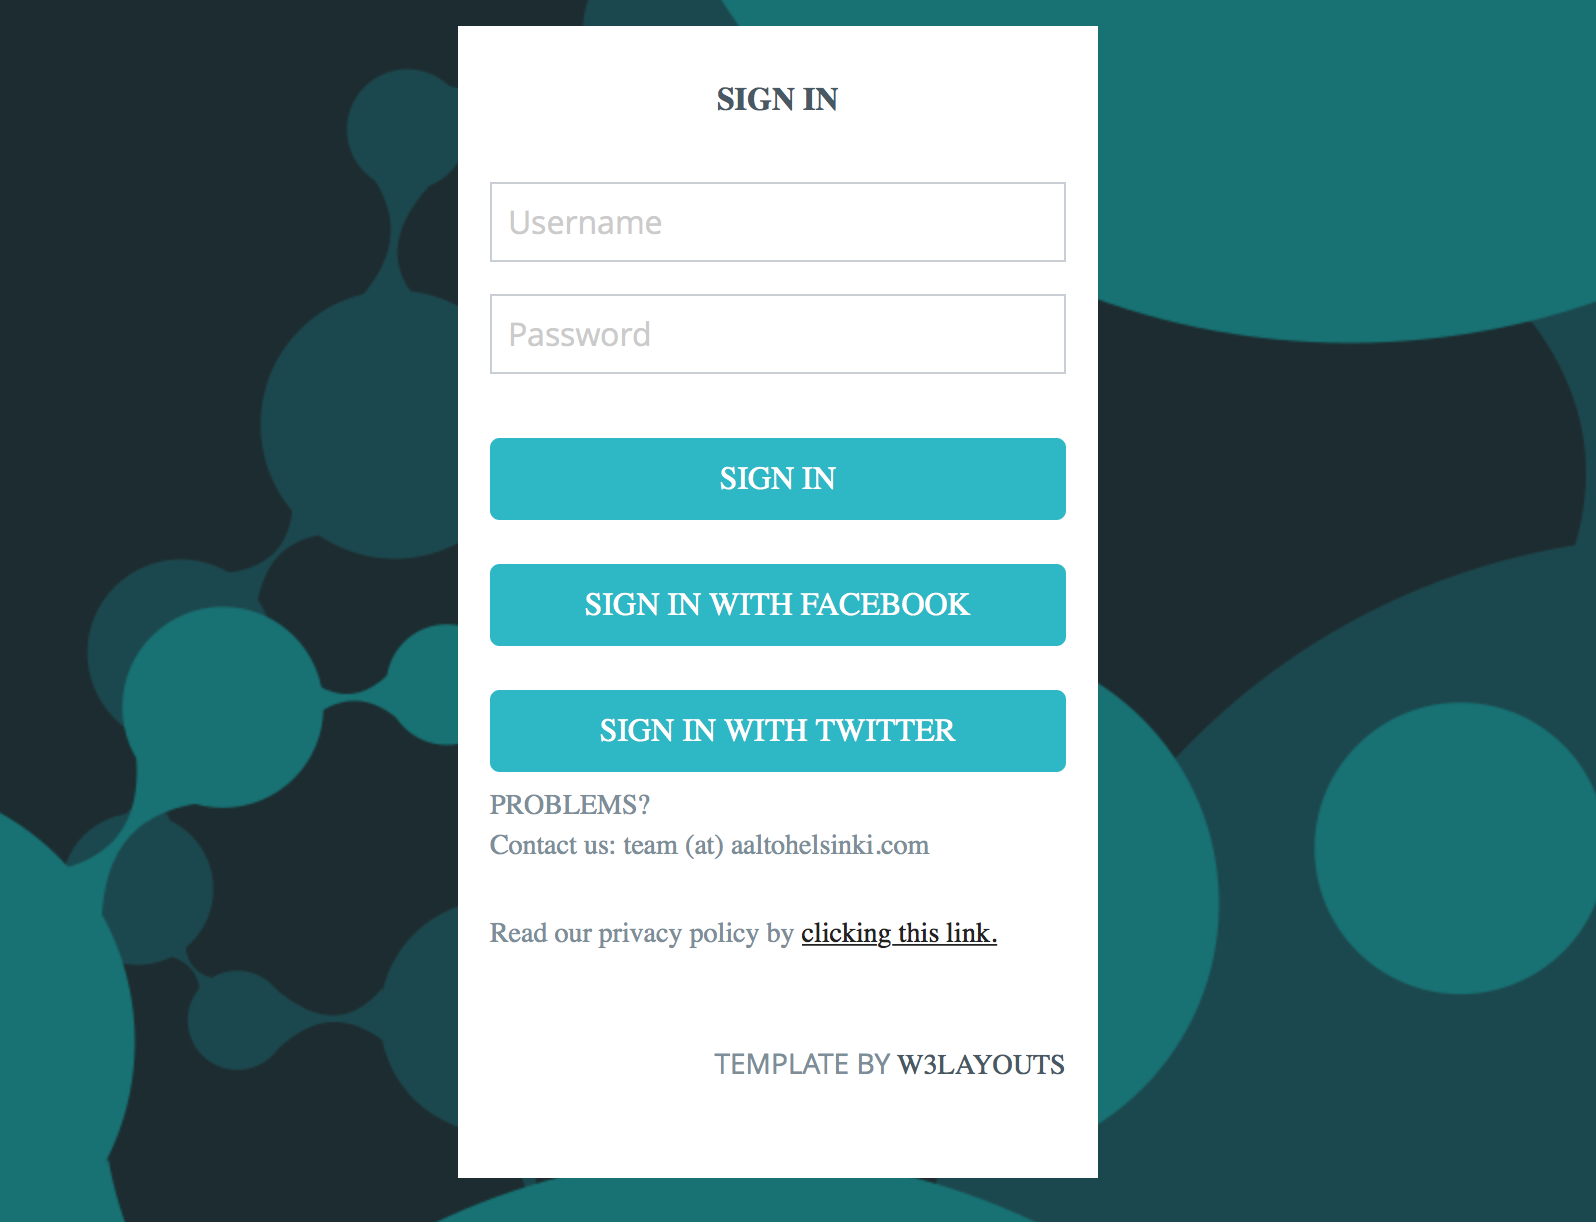 SIGN IN
Username
Password
SIGN IN
SIGN IN WITH FACEBOOK
SIGN IN WITH TWITTER
PROBLEMS?
Contact us: team (at) aaltohelsinki.com
Read our privacy policy by clicking this link.
TEMPLATE BY W3LAYOUTS